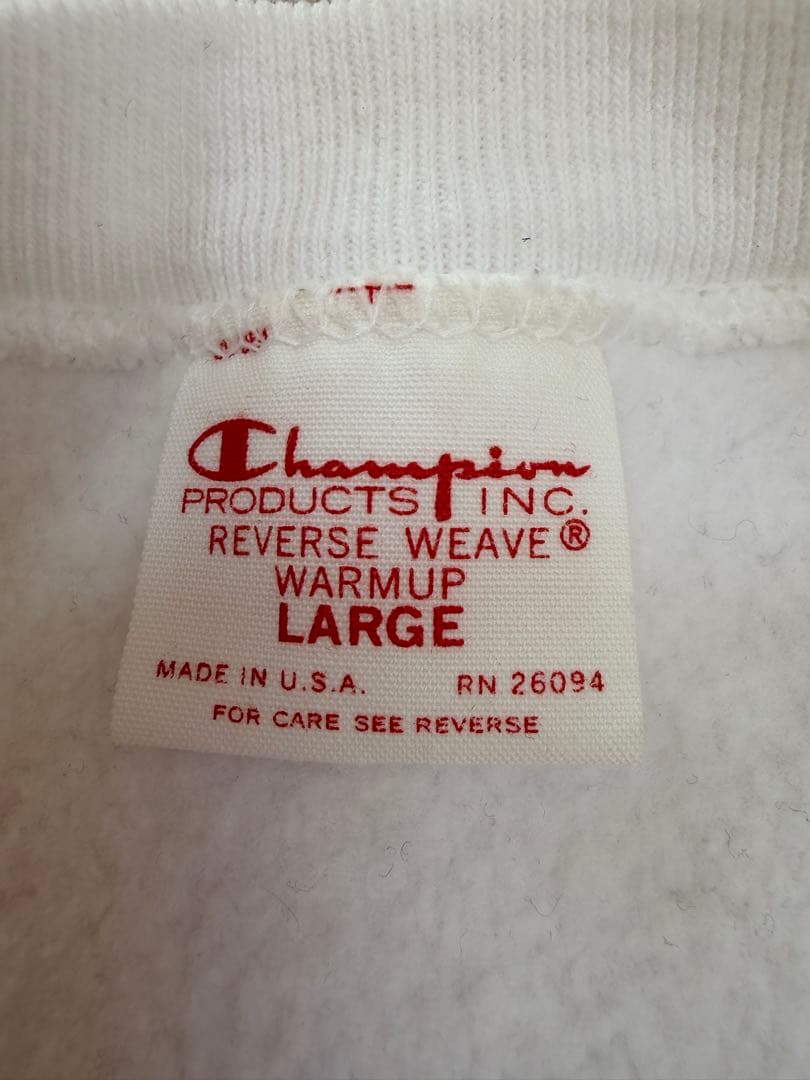 Champion
PRODUCTS INC.
REVERSE WEAVE®
WARMUP
LARGE
MADE IN U.S.A. RN 26094
FOR CARE SEE REVERSE